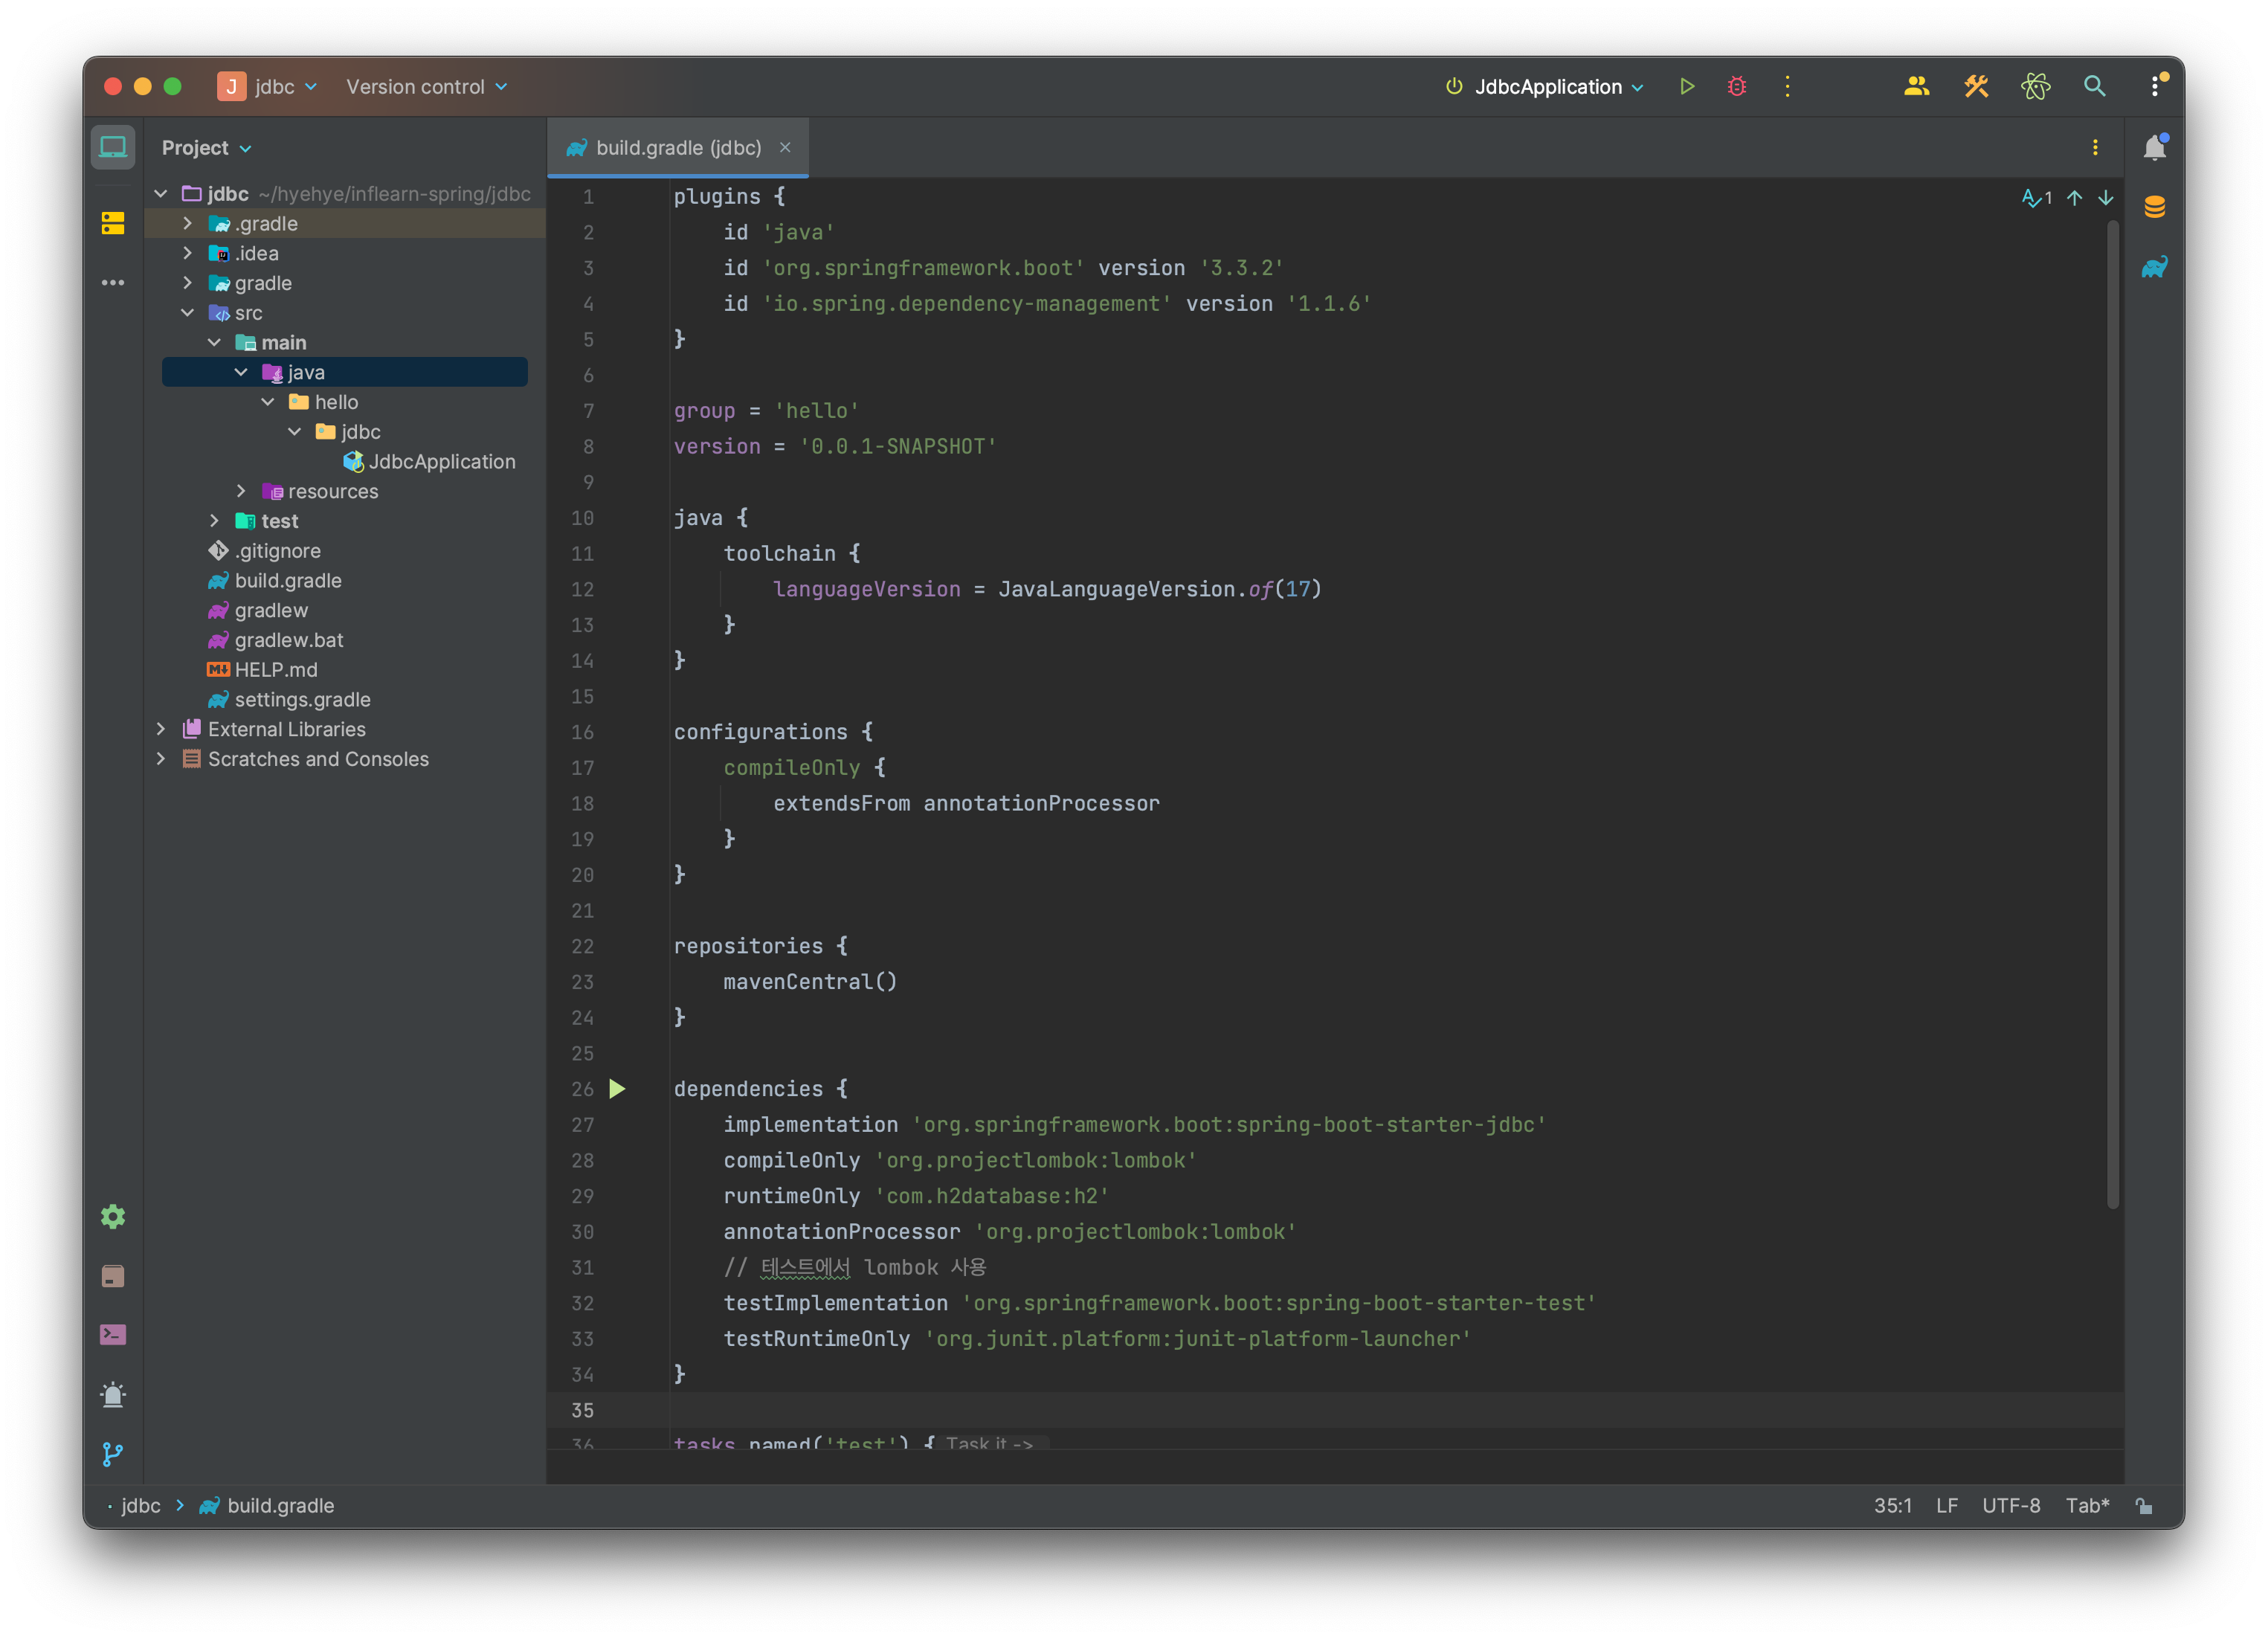 J jdbc Version control JdbcApplication
Project
build.gradle (jdbc)
jdbc ~/hyehye/inflearn-spring/jdbc
.gradle
.idea
gradle
src
main
java
hello
jdbc
JdbcApplication
resources
test
.gitignore
build.gradle
gradlew
gradlew.bat
M↓ HELP.md
settings.gradle
External Libraries
Scratches and Consoles
1 plugins {
2 id 'java'
3 id 'org.springframework.boot' version '3.3.2'
4 id 'io.spring.dependency-management' version '1.1.6'
5 }
6
7 group = 'hello'
8 version = '0.0.1-SNAPSHOT'
9
10 java {
11 toolchain {
12 languageVersion = JavaLanguageVersion.of(17)
13 }
14 }
15
16 configurations {
17 compileOnly {
18 extendsFrom annotationProcessor
19 }
20 }
21
22 repositories {
23 mavenCentral()
24 }
25
26 dependencies {
27 implementation 'org.springframework.boot:spring-boot-starter-jdbc'
28 compileOnly 'org.projectlombok:lombok'
29 runtimeOnly 'com.h2database:h2'
30 annotationProcessor 'org.projectlombok:lombok'
31 // 테스트에서 lombok 사용
32 testImplementation 'org.springframework.boot:spring-boot-starter-test'
33 testRuntimeOnly 'org.junit.platform:junit-platform-launcher'
34 }
35
36 tasks.named('test') { Task it ->
1
jdbc > build.gradle
35:1 LF UTF-8 Tab*